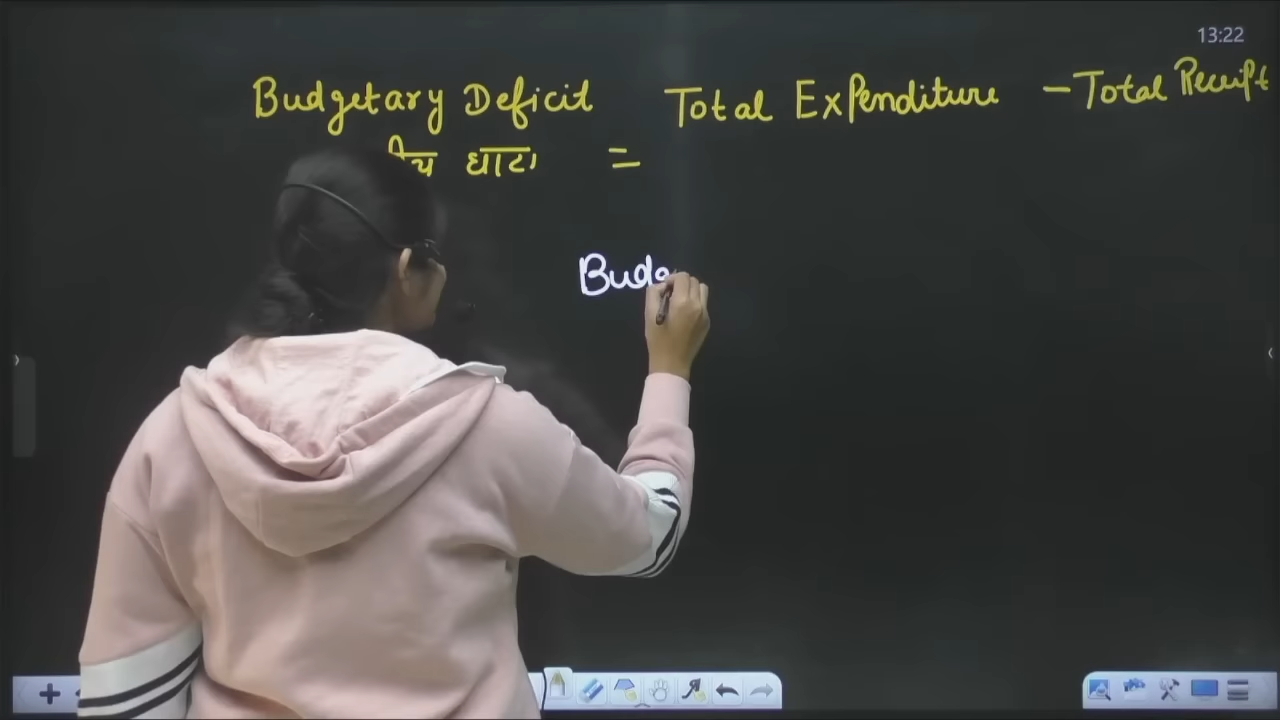 13:22
Budgetary Deficit Total Expenditure - Total Receipt
घाटा =
Budg